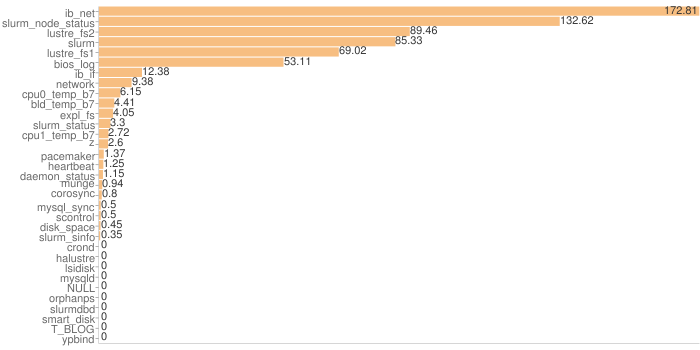 ib_net 172.81
slurm_node_status 132.62
lustre_fs2 89.46
slurm 85.33
lustre_fs1 69.02
bios_log 53.11
ib_if 12.38
network 9.38
cpu0_temp_b7 6.15
bld_temp_b7 4.41
expl_fs 4.05
slurm_status 3.3
cpu1_temp_b7 2.72
z 2.6
pacemaker 1.37
heartbeat 1.25
daemon_status 1.15
munge 0.94
corosync 0.8
mysql_sync 0.5
scontrol 0.5
disk_space 0.45
slurm_sinfo 0.35
crond 0
halustre 0
lsidisk 0
mysqld 0
NULL 0
orphanps 0
slurmdbd 0
smart_disk 0
T_BLOG 0
ypbind 0